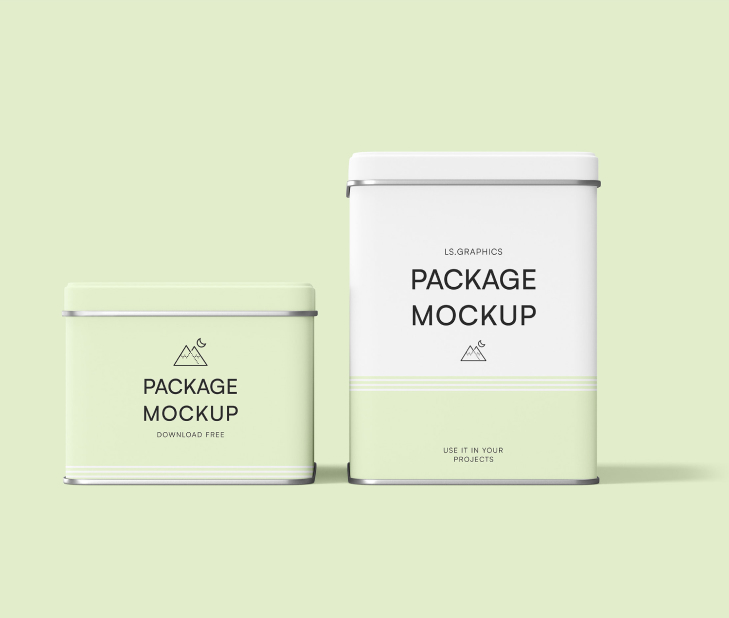 PACKAGE
MOCKUP
DOWNLOAD FREE
LS.GRAPHICS
PACKAGE
MOCKUP
USE IT IN YOUR
PROJECTS